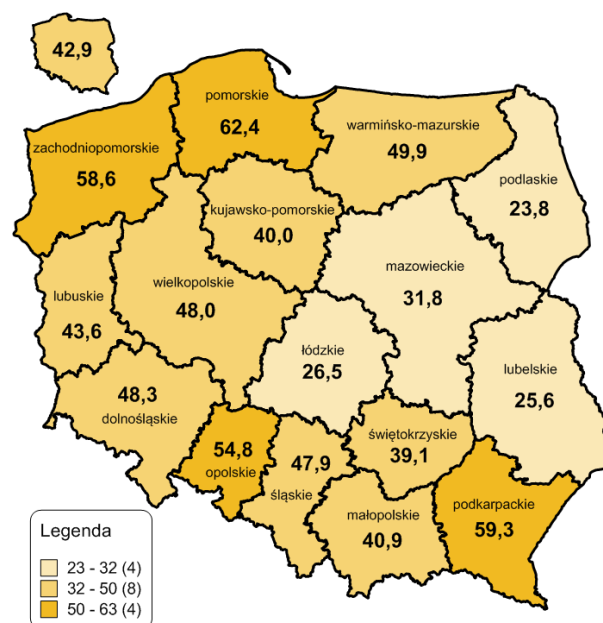 42,9
pomorskie
62,4
warmińsko-mazurskie
49,9
zachodniopomorskie
58,6
podlaskie
23,8
kujawsko-pomorskie
40,0
mazowieckie
31,8
lubuskie
43,6
wielkopolskie
48,0
łódzkie
26,5
lubelskie
25,6
48,3
dolnośląskie
54,8
opolskie
47,9
śląskie
świętokrzyskie
39,1
małopolskie
40,9
podkarpackie
59,3
Legenda
23 - 32 (4)
32 - 50 (8)
50 - 63 (4)